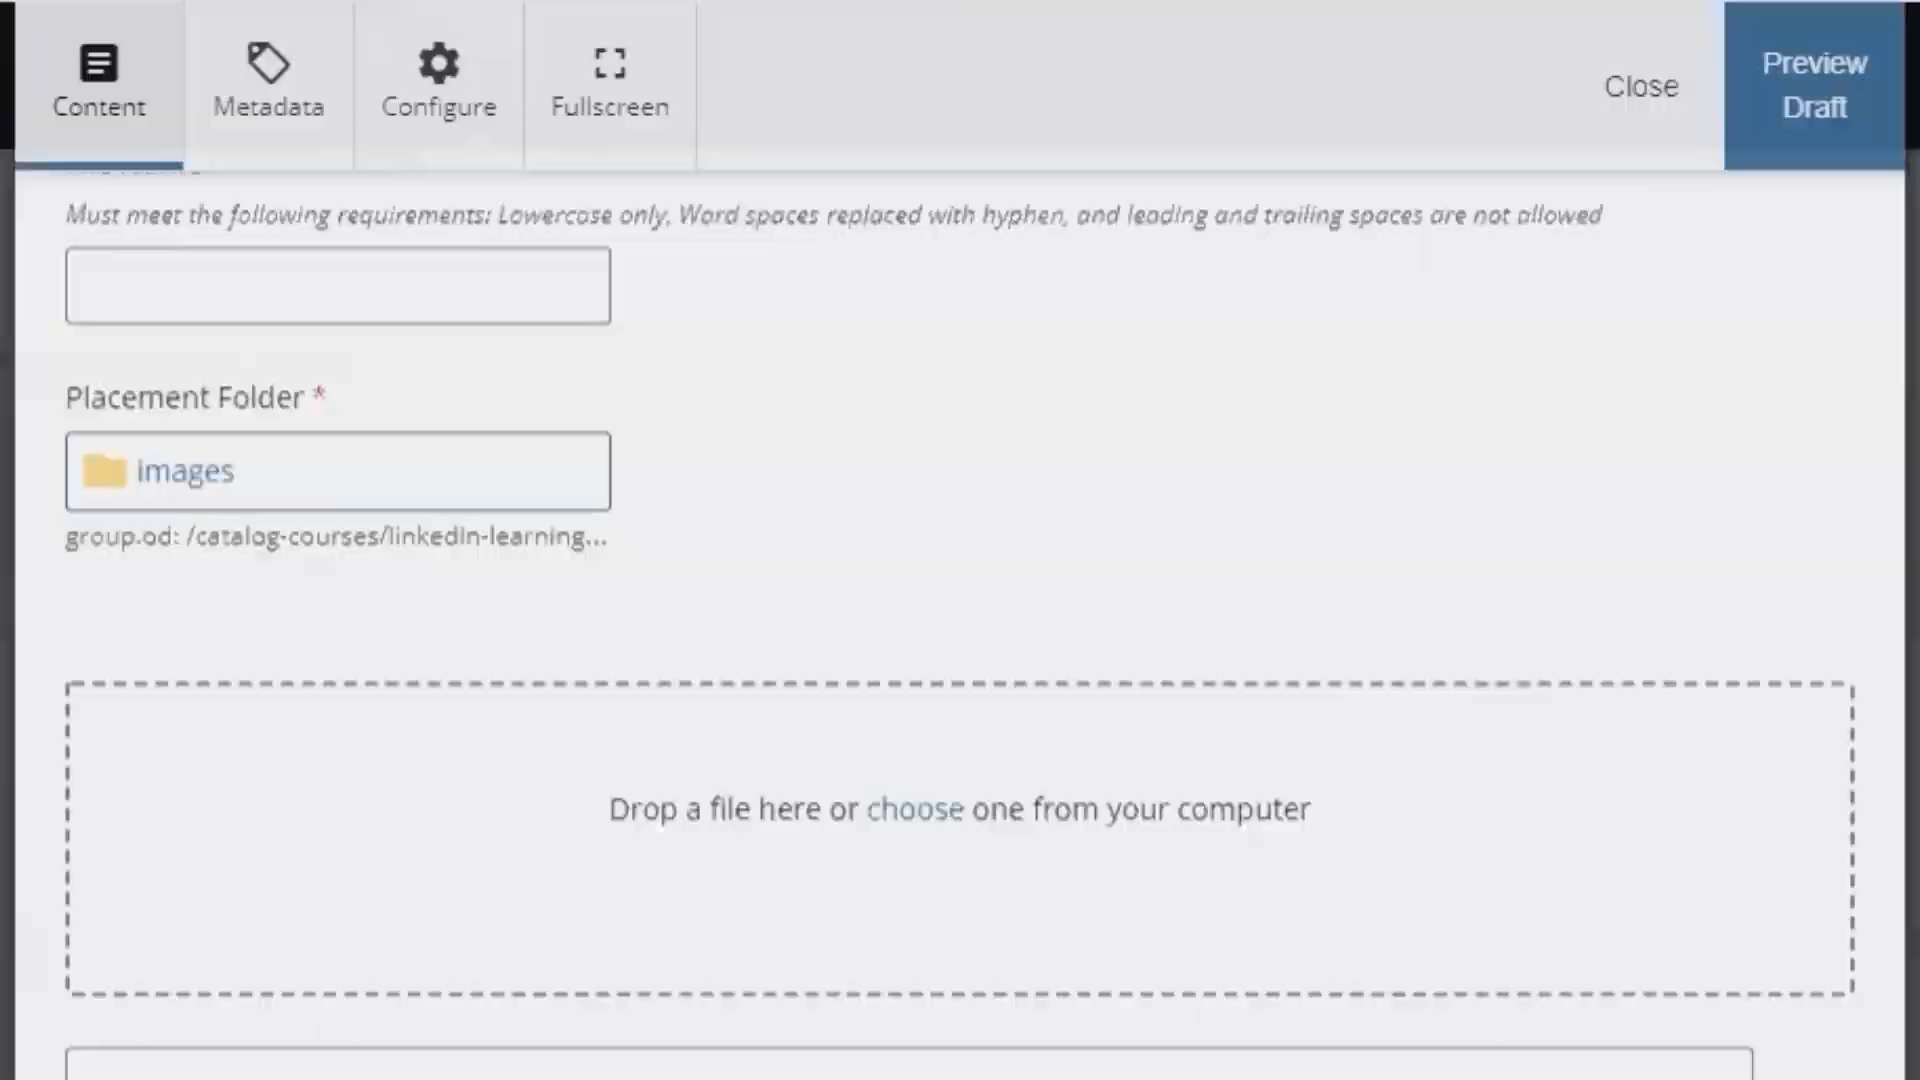 Content
Metadata
Configure
Fullscreen
Close
Preview
Draft
Must meet the following requirements: Lowercase only, Word spaces replaced with hyphen, and leading and trailing spaces are not allowed
Placement Folder *
images
group.od: /catalog-courses/linkedin-learning...
Drop a file here or choose one from your computer